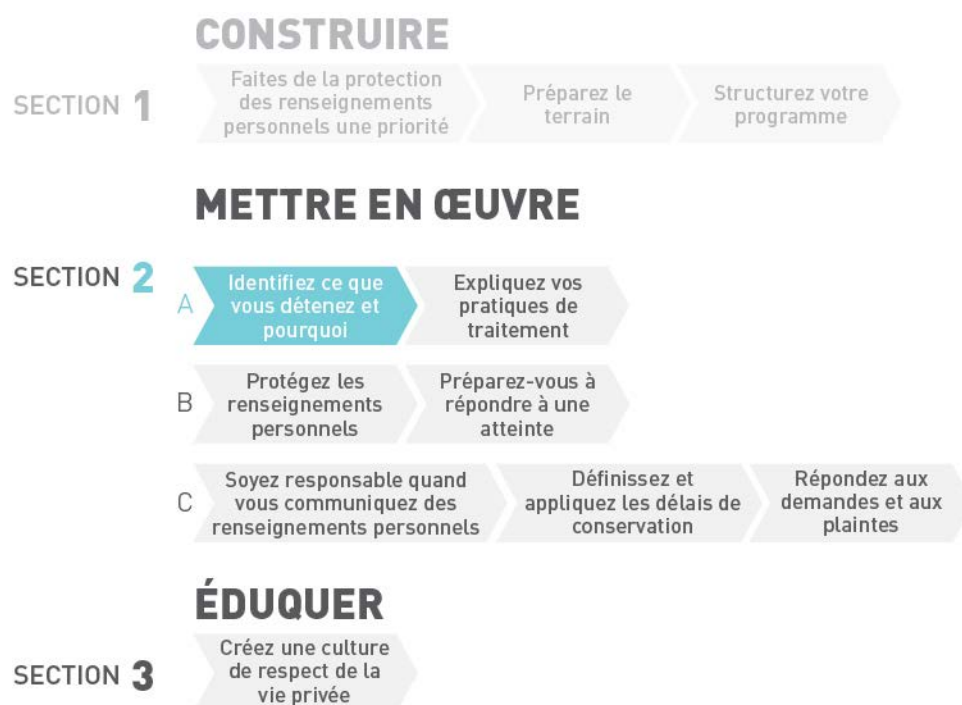 CONSTRUIRE
SECTION 1
Faites de la protection
des renseignements
personnels une priorité
Préparez le
terrain
Structurez votre
programme
METTRE EN ŒUVRE
SECTION 2
A
Identifiez ce que
vous détenez et
pourquoi
Expliquez vos
pratiques de
traitement
B
Protégez les
renseignements
personnels
Préparez-vous à
répondre à une
atteinte
C
Soyez responsable quand
vous communiquez des
renseignements personnels
Définissez et
appliquez les délais de
conservation
Répondez aux
demandes et aux
plaintes
ÉDUQUER
SECTION 3
Créez une culture
de respect de la
vie privée